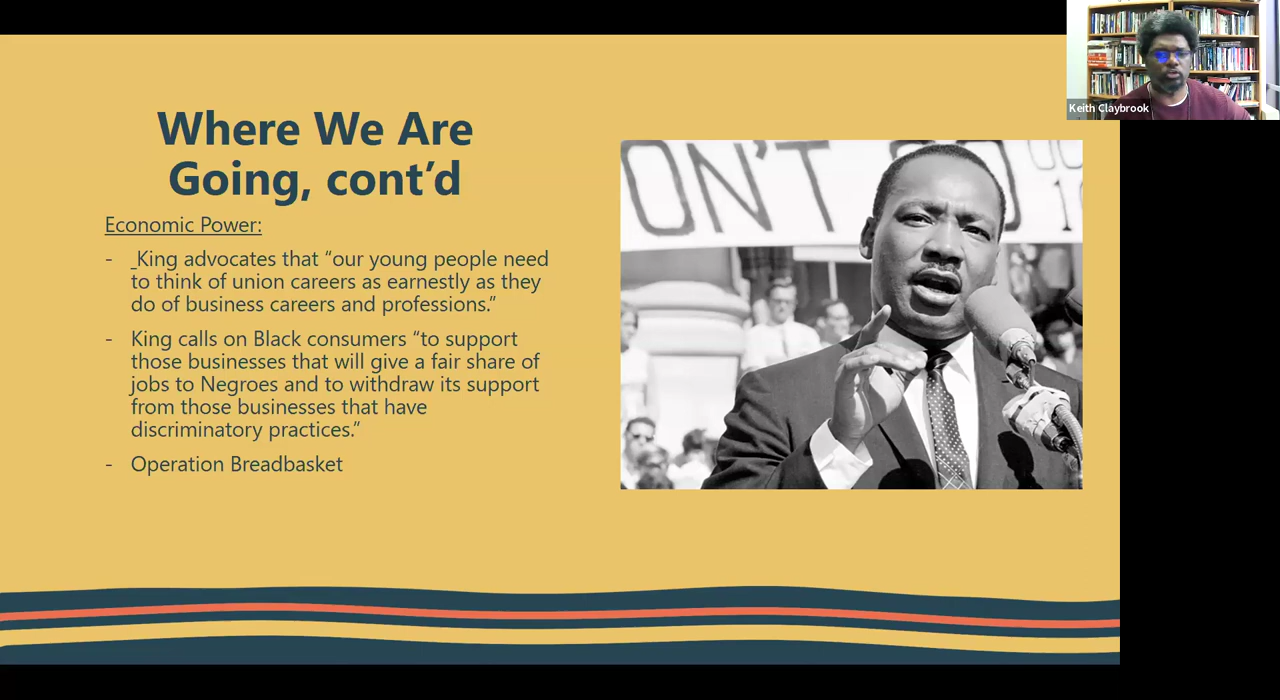 Keith Claybrook
Where We Are
Going, cont’d
Economic Power:
- _King advocates that “our young people need
to think of union careers as earnestly as they
do of business careers and professions.”
- King calls on Black consumers “to support
those businesses that will give a fair share of
jobs to Negroes and to withdraw its support
from those businesses that have
discriminatory practices.”
- Operation Breadbasket
ON'T